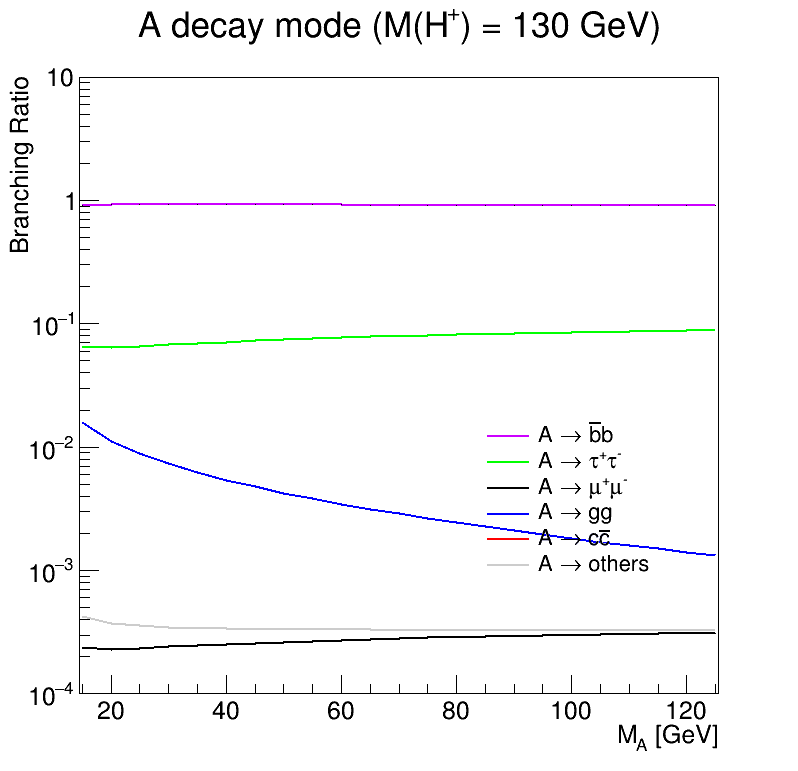 A decay mode (M(H⁺) = 130 GeV)
Branching Ratio
10
1
10⁻¹
10⁻²
10⁻³
10⁻⁴
A → b̅b
A → τ⁺τ⁻
A → μ⁺μ⁻
A → gg
A → cc̅
A → others
20 40 60 80 100 120
M_A [GeV]